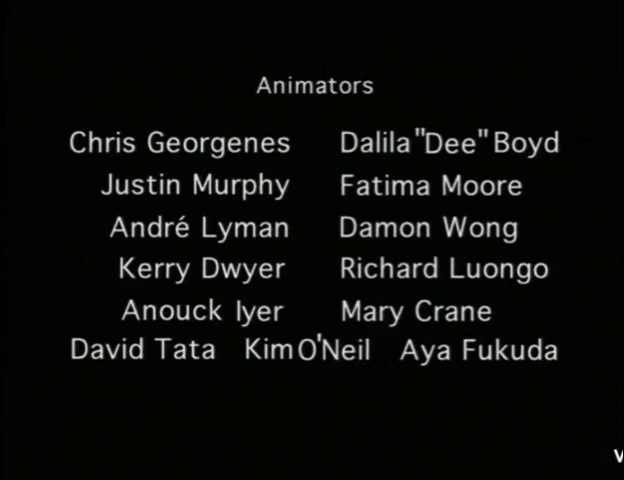 Animators
Chris Georgenes Dalila "Dee" Boyd
Justin Murphy Fatima Moore
André Lyman Damon Wong
Kerry Dwyer Richard Luongo
Anouck Iyer Mary Crane
David Tata Kim O'Neil Aya Fukuda